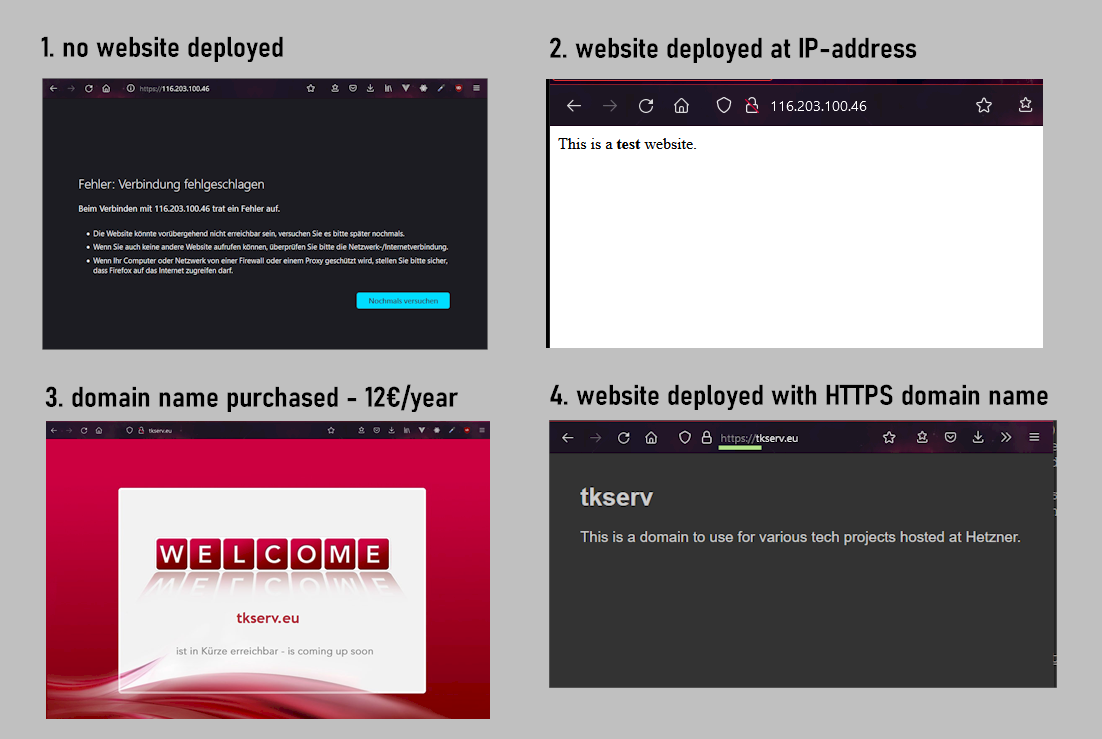 1. no website deployed
https://116.203.100.46
Fehler: Verbindung fehlgeschlagen
Beim Verbinden mit 116.203.100.46 trat ein Fehler auf.
• Die Website könnte vorübergehend nicht erreichbar sein, versuchen Sie es bitte später nochmals.
• Wenn Sie auch keine andere Website aufrufen können, überprüfen Sie bitte die Netzwerk-/Internetverbindung.
• Wenn Ihr Computer oder Netzwerk von einer Firewall oder einem Proxy geschützt wird, stellen Sie bitte sicher,
dass Firefox auf das Internet zugreifen darf.
Nochmals versuchen
2. website deployed at IP-address
116.203.100.46
This is a test website.
3. domain name purchased - 12€/year
tkserv.eu
WELCOME
tkserv.eu
ist in Kürze erreichbar - is coming up soon
4. website deployed with HTTPS domain name
https://tkserv.eu
tkserv
This is a domain to use for various tech projects hosted at Hetzner.